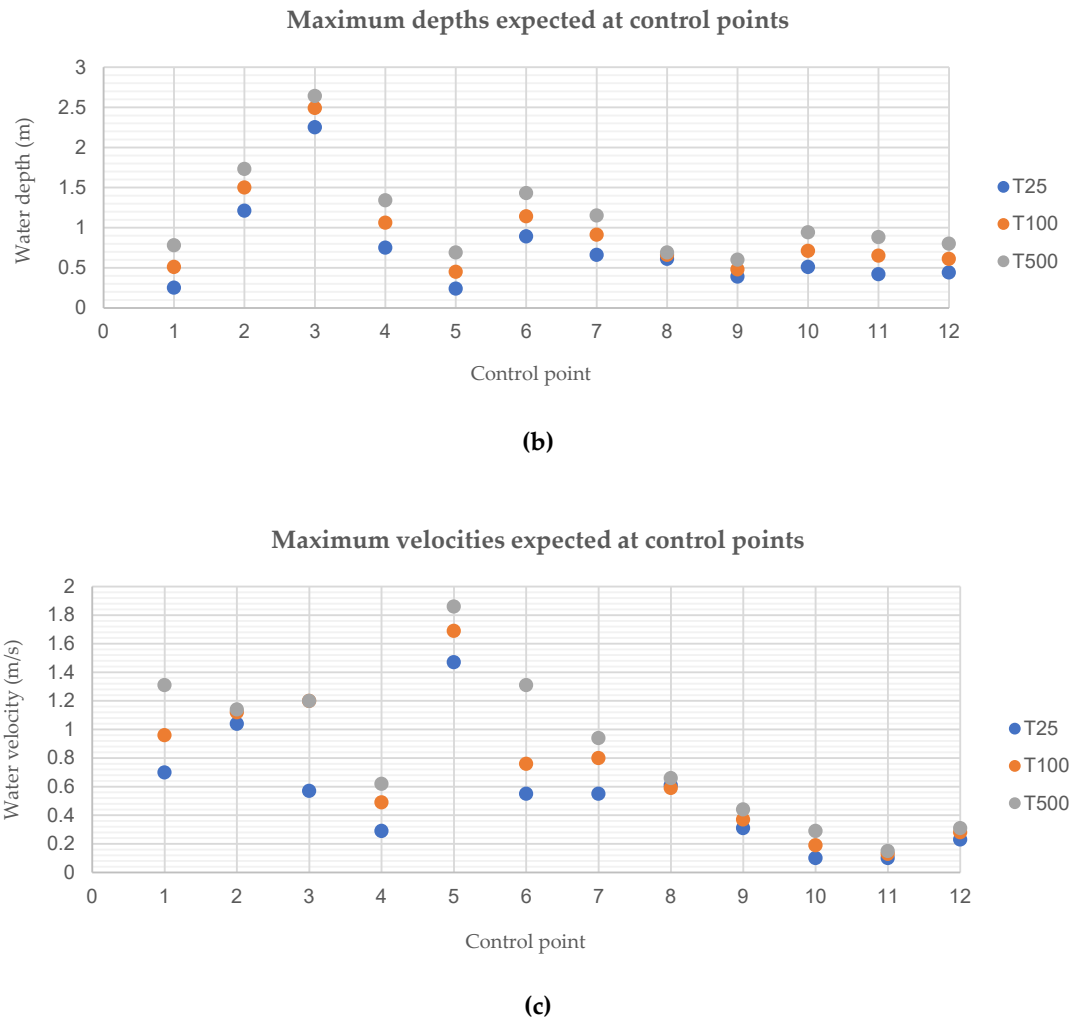 Maximum depths expected at control points
Water depth (m)
3
2.5
2
1.5
1
0.5
0
0 1 2 3 4 5 6 7 8 9 10 11 12
Control point
T25
T100
T500
(b)
Maximum velocities expected at control points
Water velocity (m/s)
2
1.8
1.6
1.4
1.2
1
0.8
0.6
0.4
0.2
0
0 1 2 3 4 5 6 7 8 9 10 11 12
Control point
T25
T100
T500
(c)